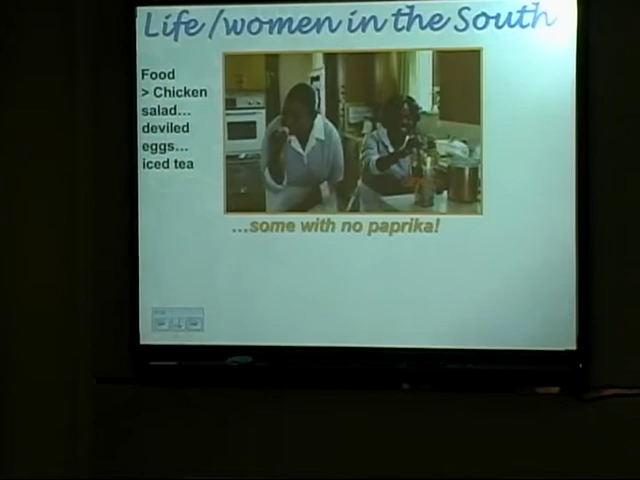 Life /women in the South
Food
> Chicken
salad...
deviled
eggs...
iced tea
...some with no paprika!